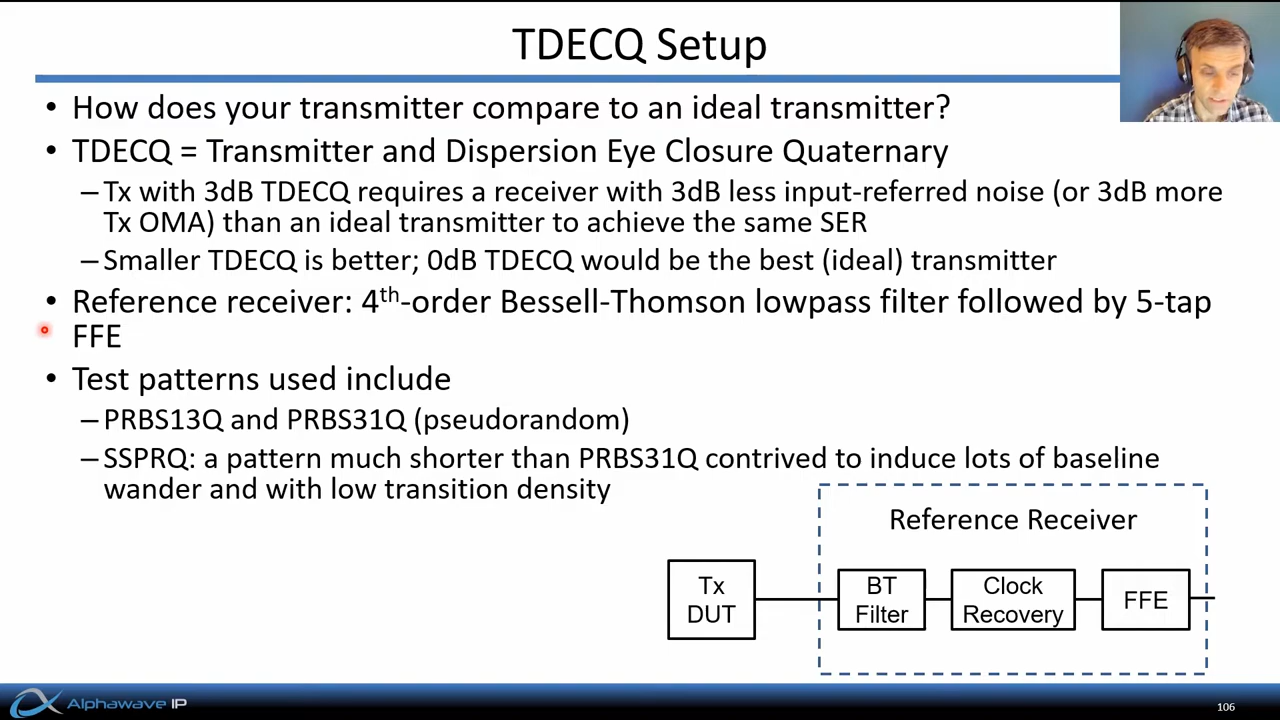 TDECQ Setup
• How does your transmitter compare to an ideal transmitter?
• TDECQ = Transmitter and Dispersion Eye Closure Quaternary
– Tx with 3dB TDECQ requires a receiver with 3dB less input-referred noise (or 3dB more
Tx OMA) than an ideal transmitter to achieve the same SER
– Smaller TDECQ is better; 0dB TDECQ would be the best (ideal) transmitter
• Reference receiver: 4th-order Bessell-Thomson lowpass filter followed by 5-tap
FFE
• Test patterns used include
– PRBS13Q and PRBS31Q (pseudorandom)
– SSPRQ: a pattern much shorter than PRBS31Q contrived to induce lots of baseline
wander and with low transition density
Reference Receiver
Tx
DUT
BT
Filter
Clock
Recovery
FFE
Alphawave IP
106